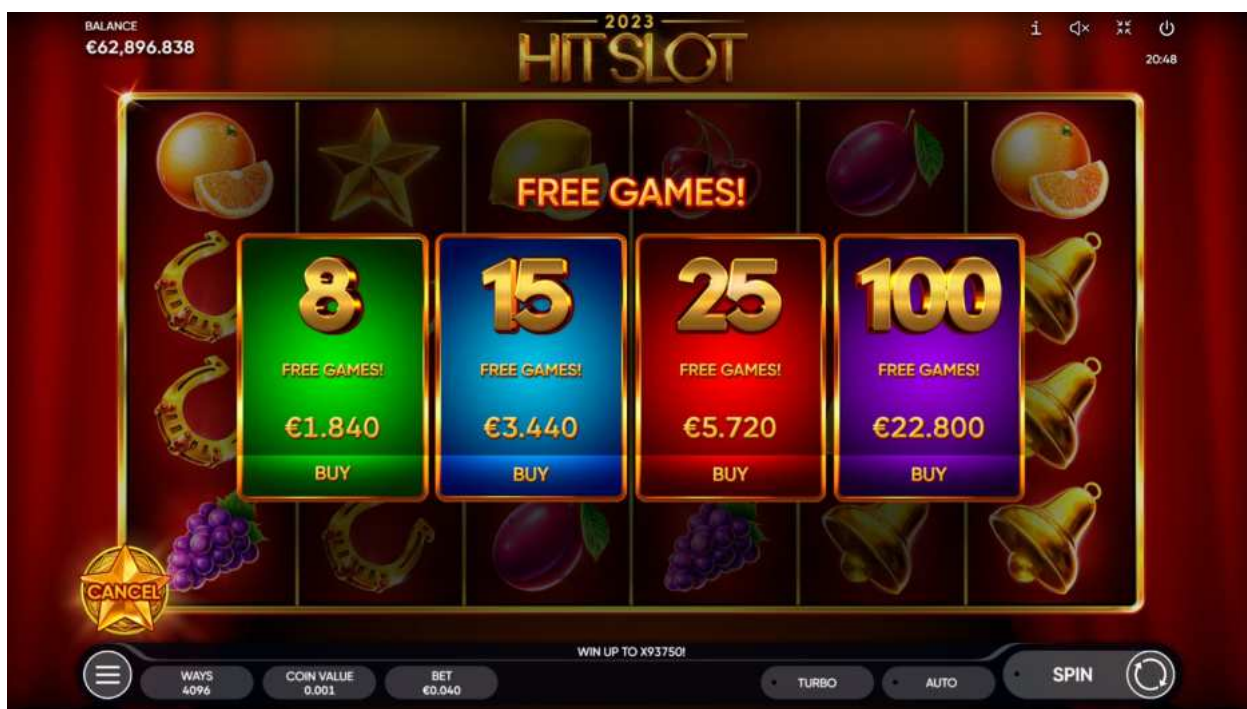 BALANCE
€62,896.838
2023
HITSLOT
i
20:48
FREE GAMES!
8
FREE GAMES!
€1.840
BUY
15
FREE GAMES!
€3.440
BUY
25
FREE GAMES!
€5.720
BUY
100
FREE GAMES!
€22.800
BUY
CANCEL
WIN UP TO X93750!
WAYS
4096
COIN VALUE
0.001
BET
€0.040
TURBO
AUTO
SPIN